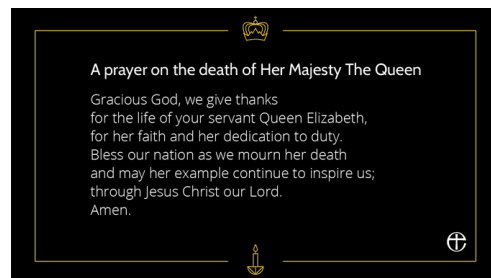 A prayer on the death of Her Majesty The Queen
Gracious God, we give thanks
for the life of your servant Queen Elizabeth,
for her faith and her dedication to duty.
Bless our nation as we mourn her death
and may her example continue to inspire us;
through Jesus Christ our Lord.
Amen.